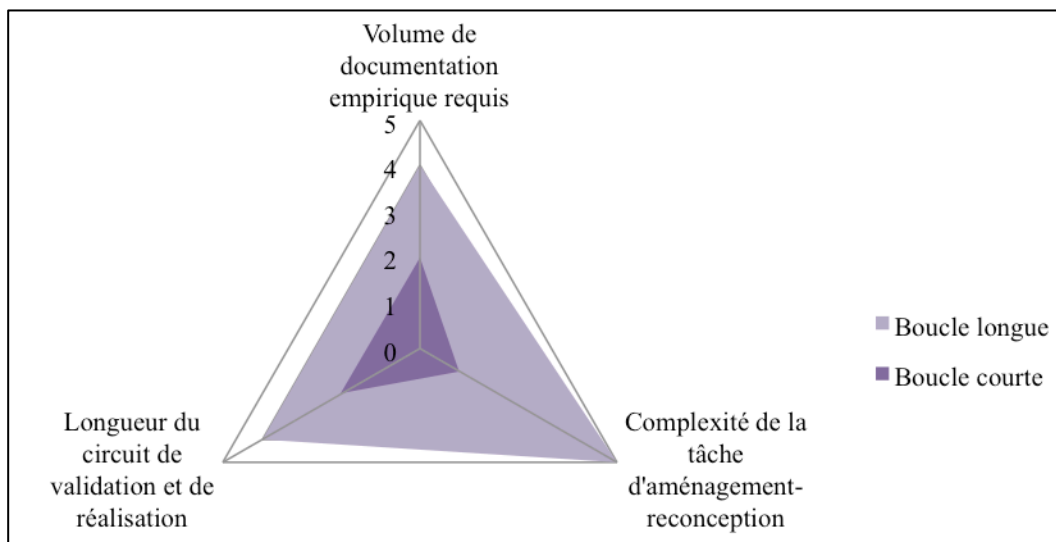 Volume de
documentation
empirique requis
5
4
3
2
1
0
Boucle longue
Boucle courte
Longueur du
circuit de
validation et de
réalisation
Complexité de la
tâche
d'aménagement-
reconception